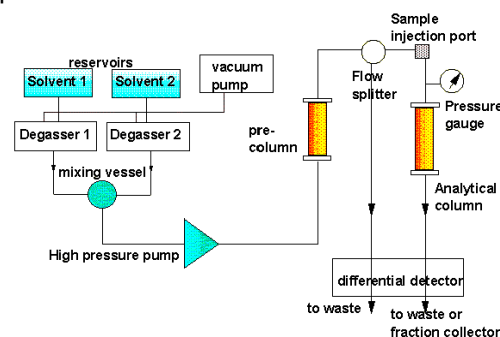 Sample
injection port
reservoirs
vacuum
pump
Solvent 1
Solvent 2
Flow
splitter
Pressure
gauge
Degasser 1
Degasser 2
pre-
column
mixing vessel
Analytical
column
High pressure pump
differential detector
to waste
to waste or
fraction collector